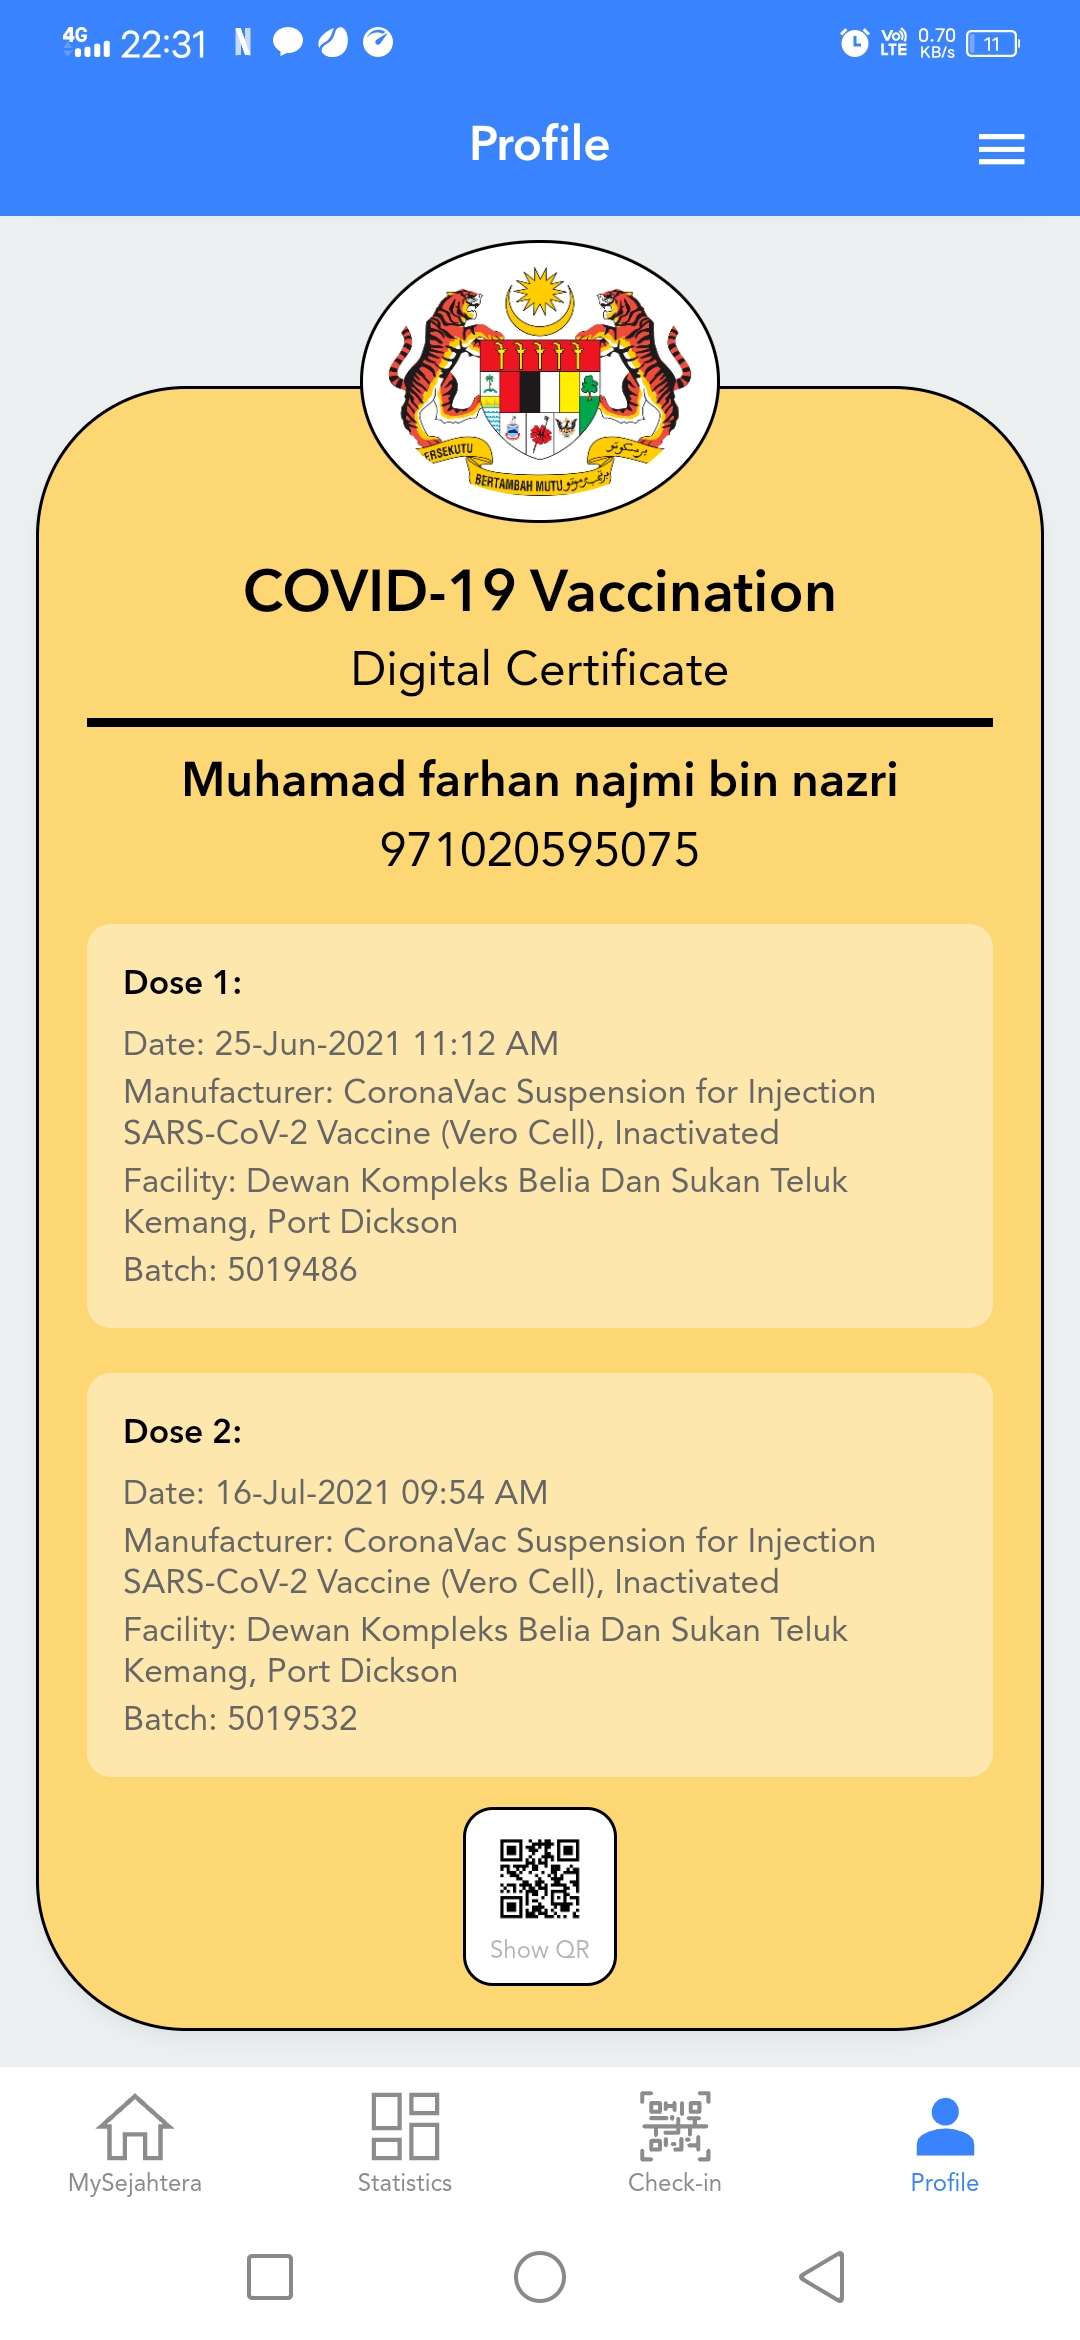 4G 22:31 Vo)) LTE 0.70 KB/s 11
Profile
ERSEKUTU برسكوتو
BERTAMBAH MUTU برتمبه موتو
COVID-19 Vaccination
Digital Certificate
Muhamad farhan najmi bin nazri
971020595075
Dose 1:
Date: 25-Jun-2021 11:12 AM
Manufacturer: CoronaVac Suspension for Injection
SARS-CoV-2 Vaccine (Vero Cell), Inactivated
Facility: Dewan Kompleks Belia Dan Sukan Teluk
Kemang, Port Dickson
Batch: 5019486
Dose 2:
Date: 16-Jul-2021 09:54 AM
Manufacturer: CoronaVac Suspension for Injection
SARS-CoV-2 Vaccine (Vero Cell), Inactivated
Facility: Dewan Kompleks Belia Dan Sukan Teluk
Kemang, Port Dickson
Batch: 5019532
Show QR
MySejahtera Statistics Check-in Profile